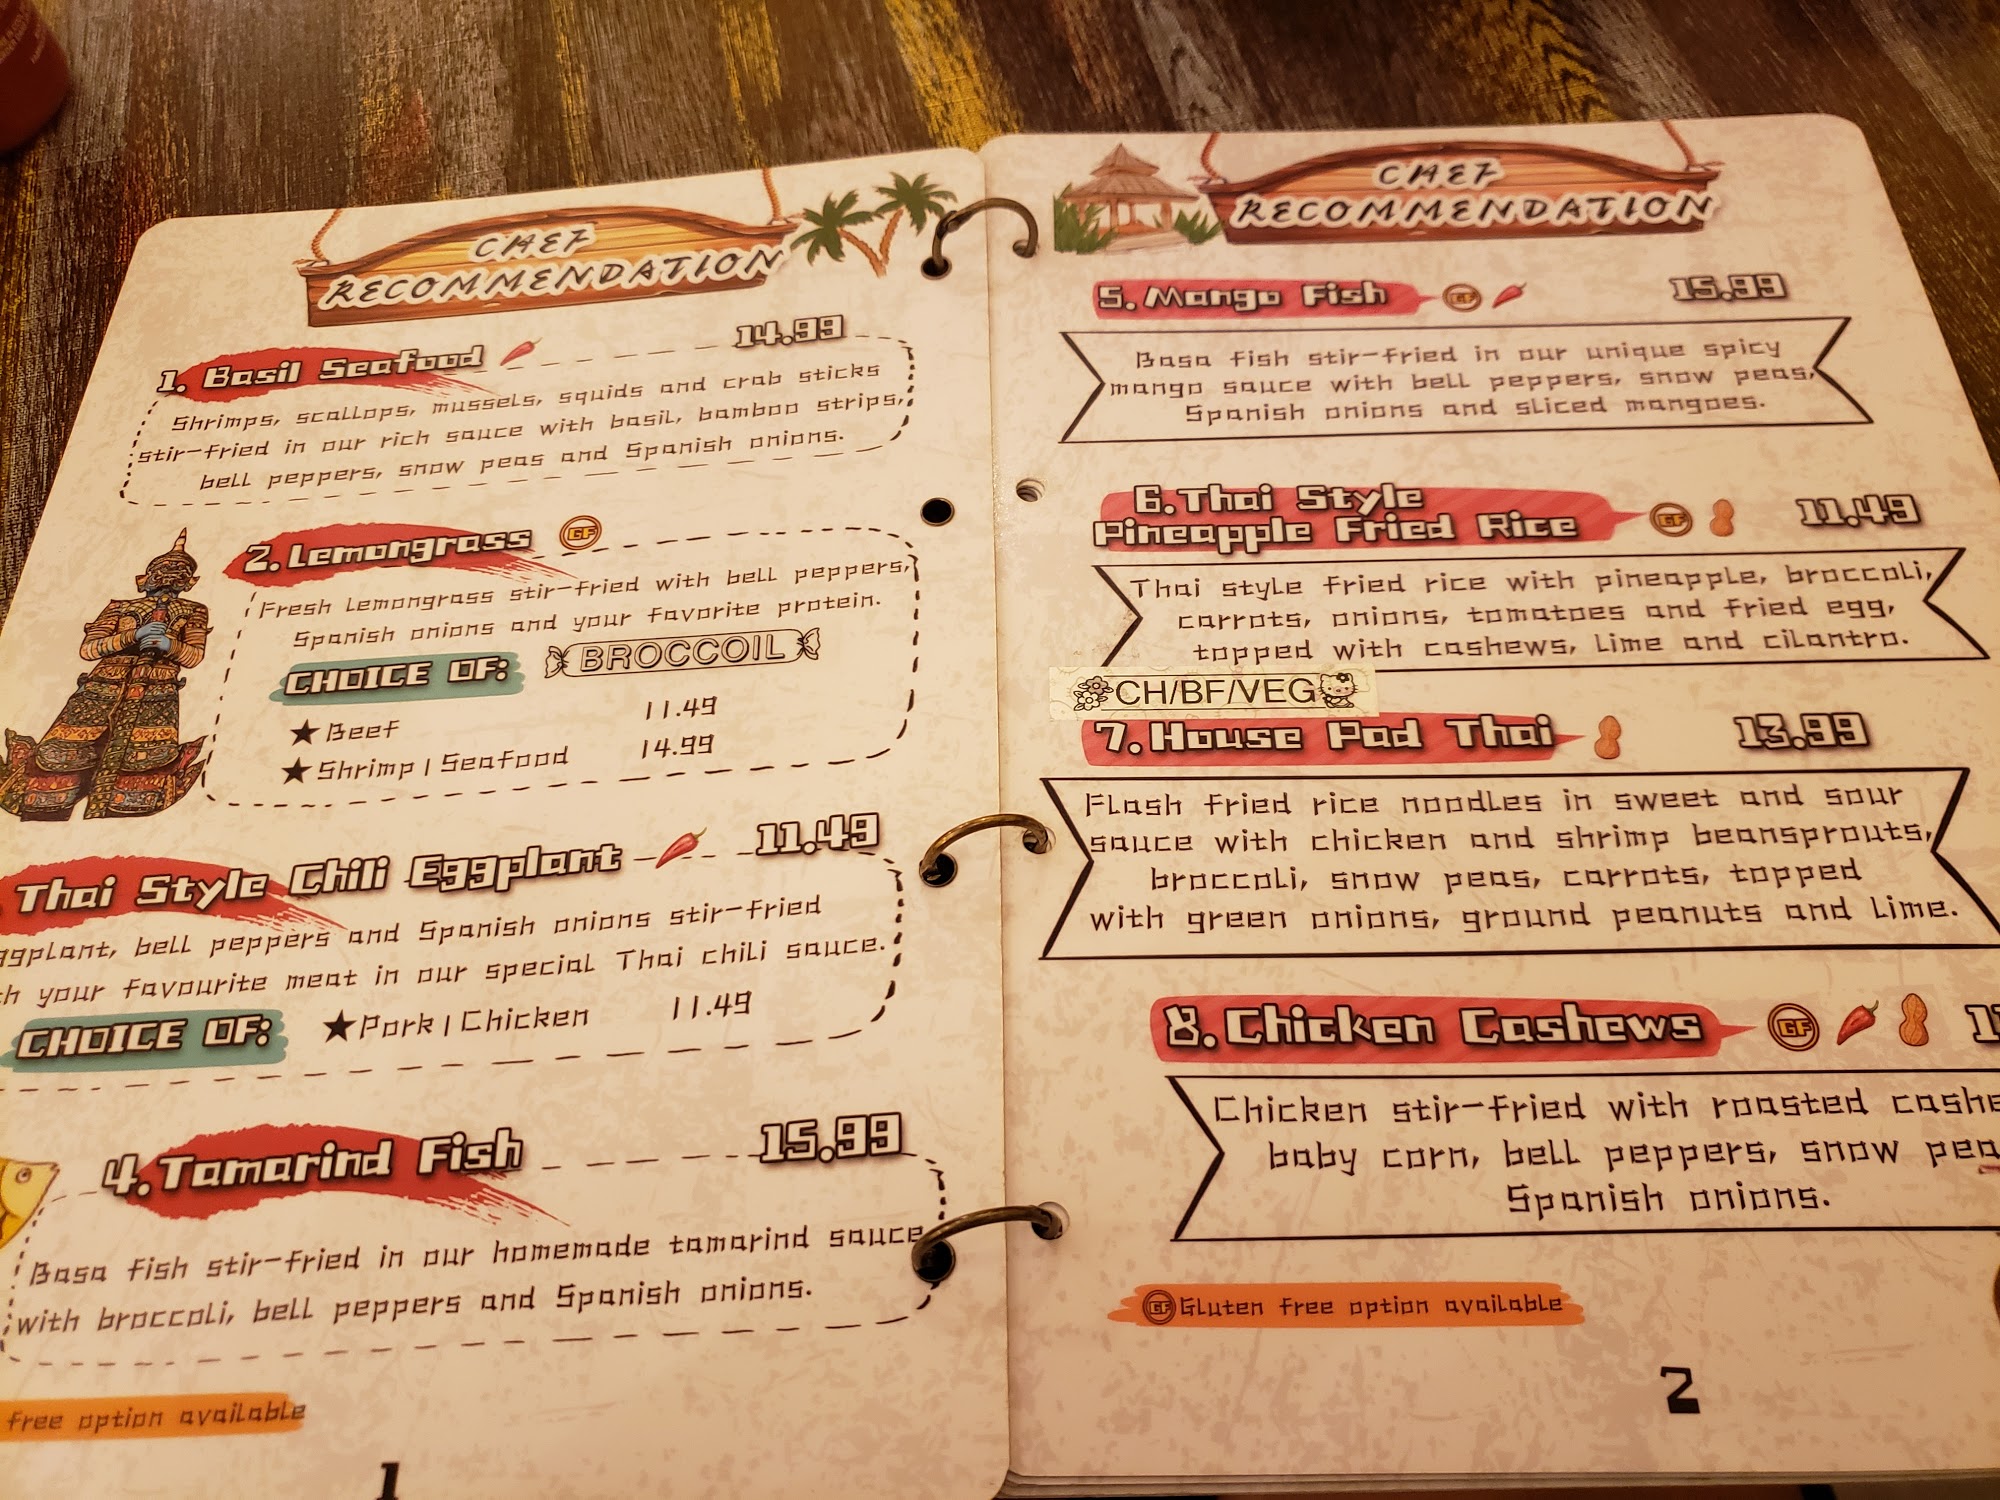 CHEF
RECOMMENDATION
1. Basil Seafood 14.99
Shrimps, scallops, mussels, squids and crab sticks
stir-fried in our rich sauce with basil, bamboo strips,
bell peppers, snow peas and Spanish onions.
2. Lemongrass GF
Fresh lemongrass stir-fried with bell peppers,
Spanish onions and your favorite protein.
CHOICE OF: BROCCOIL
★Beef 11.49
★Shrimp|Seafood 14.99
Thai Style Chili Eggplant 11.49
ggplant, bell peppers and Spanish onions stir-fried
th your favourite meat in our special Thai chili sauce.
CHOICE OF: ★Pork|Chicken 11.49
4. Tamarind Fish 15.99
Basa fish stir-fried in our homemade tamarind sauce
with broccoli, bell peppers and Spanish onions.
free option available
1
CHEF
RECOMMENDATION
5. Mango Fish GF 15.99
Basa fish stir-fried in our unique spicy
mango sauce with bell peppers, snow peas,
Spanish onions and sliced mangoes.
6. Thai Style
Pineapple Fried Rice GF 11.49
Thai style fried rice with pineapple, broccoli,
carrots, onions, tomatoes and fried egg,
topped with cashews, lime and cilantro.
CH/BF/VEG
7. House Pad Thai 13.99
Flash fried rice noodles in sweet and sour
sauce with chicken and shrimp beansprouts,
broccoli, snow peas, carrots, topped
with green onions, ground peanuts and lime.
8. Chicken Cashews GF
Chicken stir-fried with roasted cashe
baby corn, bell peppers, snow pea
Spanish onions.
GF Gluten free option available
2